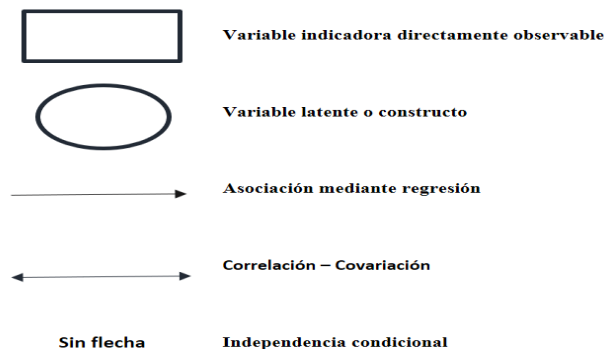 Variable indicadora directamente observable
Variable latente o constructo
Asociación mediante regresión
Correlación – Covariación
Sin flecha Independencia condicional